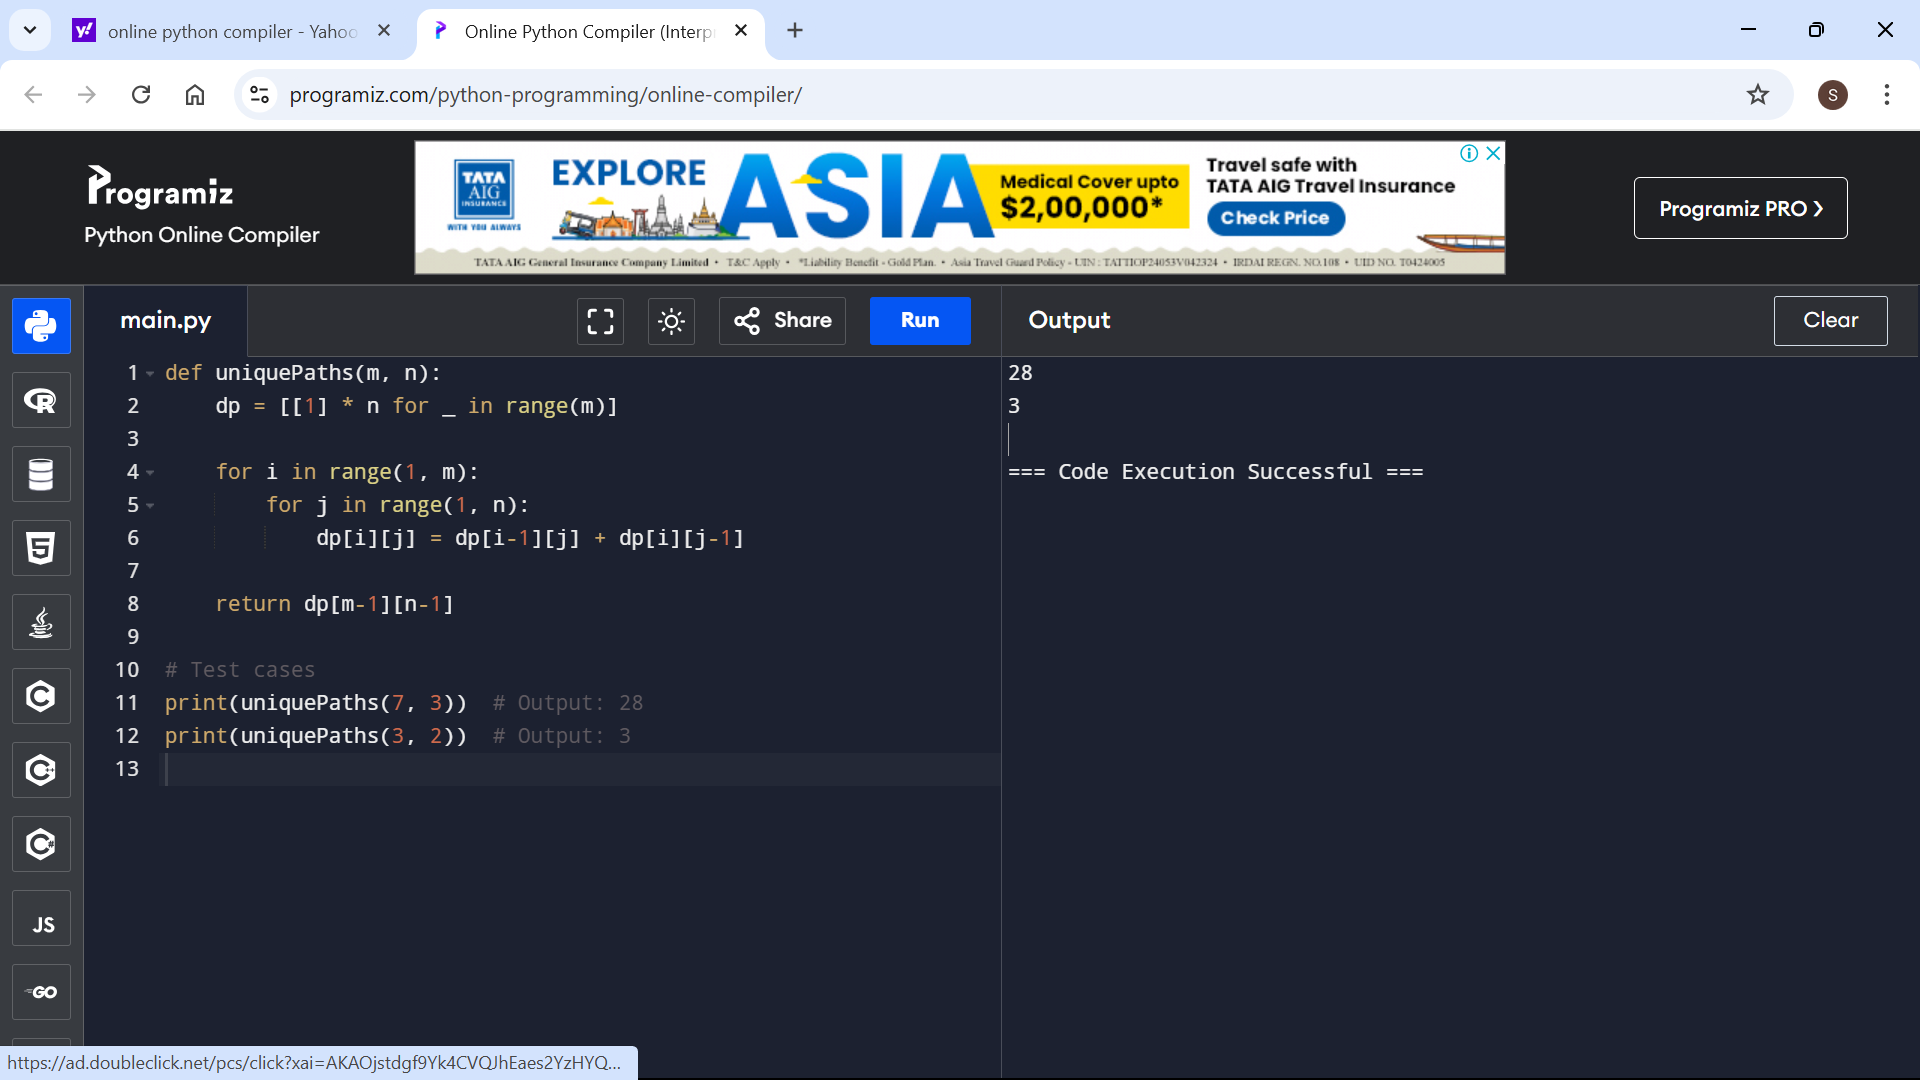 online python compiler - Yahoo
Online Python Compiler (Interp
programiz.com/python-programming/online-compiler/
S
Programiz
Python Online Compiler
TATA
AIG
INSURANCE
WITH YOU ALWAYS
EXPLORE
ASIA
Medical Cover upto
$2,00,000*
Travel safe with
TATA AIG Travel Insurance
Check Price
TATA AIG General Insurance Company Limited • T&C Apply • *Liability Benefit - Gold Plan. • Asia Travel Guard Policy - UIN : TATTIOP24053V042324 • IRDAI REGN. NO.108 • UID NO. T0424005
Programiz PRO ❯
main.py
Share
Run
Output
Clear
1 def uniquePaths(m, n):
2     dp = [[1] * n for _ in range(m)]
3
4     for i in range(1, m):
5         for j in range(1, n):
6             dp[i][j] = dp[i-1][j] + dp[i][j-1]
7
8     return dp[m-1][n-1]
9
10 # Test cases
11 print(uniquePaths(7, 3))  # Output: 28
12 print(uniquePaths(3, 2))  # Output: 3
13
28
3
=== Code Execution Successful ===
R
5
C
C++
C#
JS
GO
https://ad.doubleclick.net/pcs/click?xai=AKAOjstdgf9Yk4CVQJhEaes2YzHYQ...